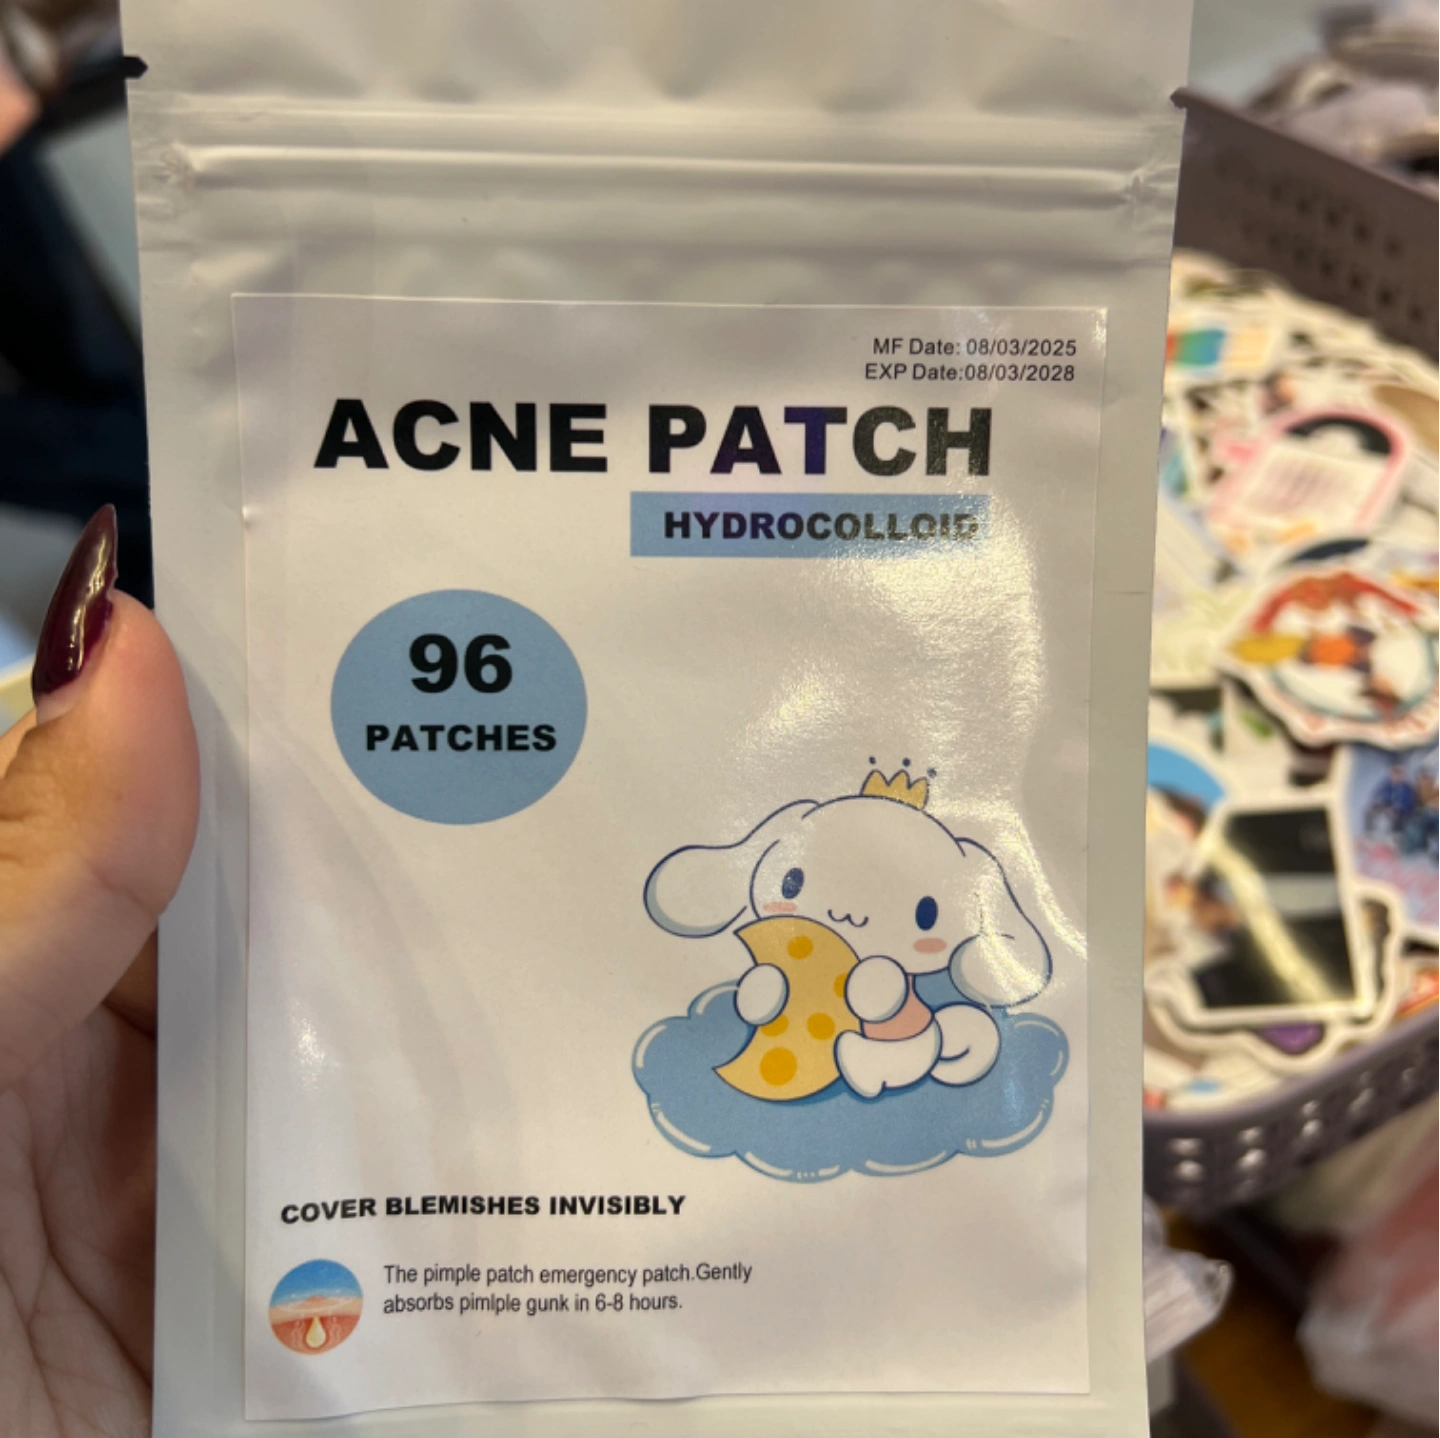 MF Date: 08/03/2025
EXP Date:08/03/2028
ACNE PATCH
HYDROCOLLOID
96
PATCHES
COVER BLEMISHES INVISIBLY
The pimple patch emergency patch.Gently
absorbs pimlple gunk in 6-8 hours.